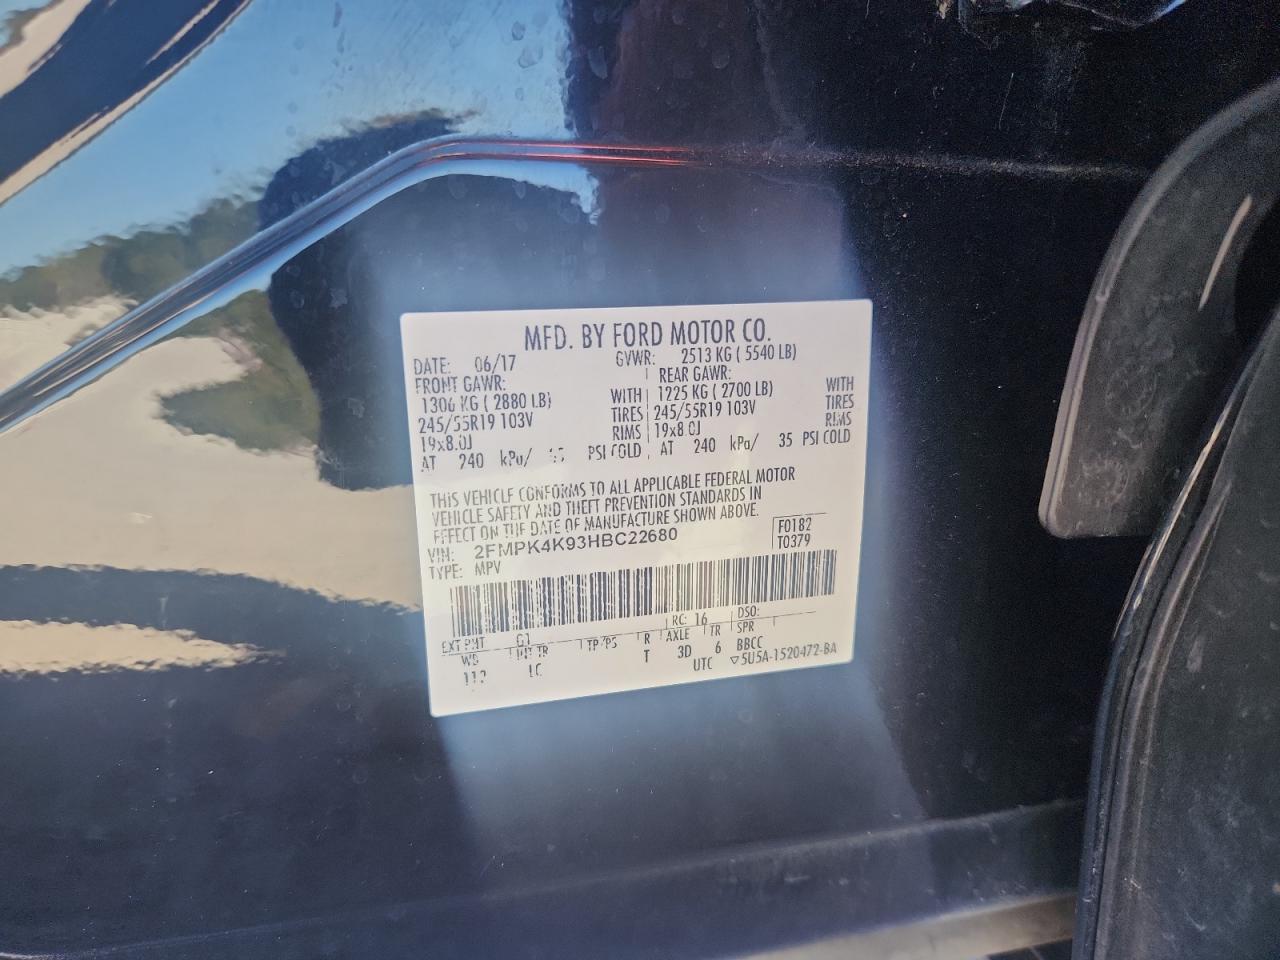 MFD. BY FORD MOTOR CO.
DATE: 06/17 GVWR: 2513 KG ( 5540 LB)
FRONT GAWR: REAR GAWR:
1306 KG ( 2880 LB) WITH 1225 KG ( 2700 LB) WITH
245/55R19 103V TIRES 245/55R19 103V TIRES
19x8.0J RIMS 19x8.0J RIMS
AT 240 kPa/ PSI COLD AT 240 kPa/ 35 PSI COLD
THIS VEHICLE CONFORMS TO ALL APPLICABLE FEDERAL MOTOR
VEHICLE SAFETY AND THEFT PREVENTION STANDARDS IN
EFFECT ON THE DATE OF MANUFACTURE SHOWN ABOVE.
VIN: 2FMPK4K93HBC22680 F0182
TYPE: MPV T0379
RC: 16 DSO:
EXT PNT G1 TP/PS R AXLE TR SPR
WB INT TR T 3D 6 BBCC
LC UTC ▽5U5A-1520472-BA